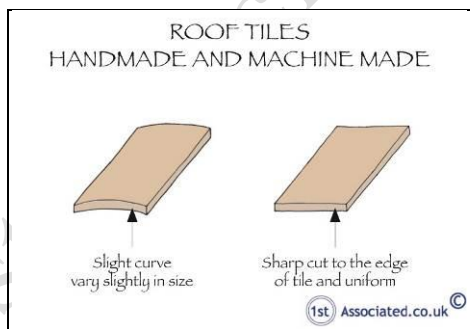 ROOF TILES
HANDMADE AND MACHINE MADE
Slight curve
vary slightly in size
Sharp cut to the edge
of tile and uniform
1st Associated.co.uk ©